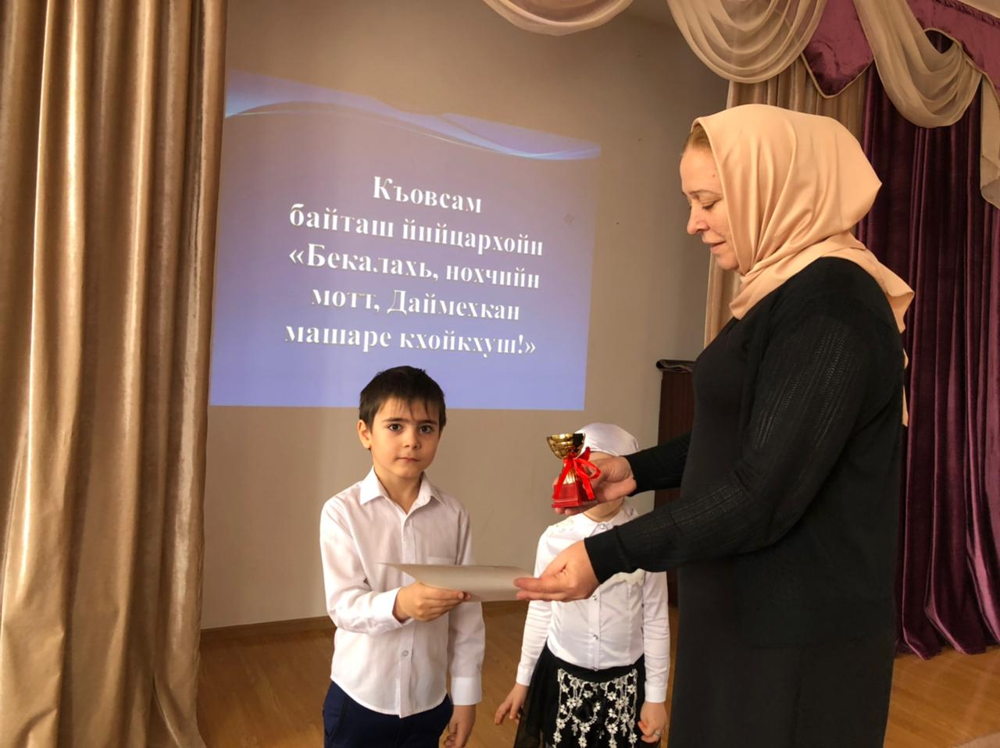 Къовсам
байташ йийцархойн
«Бекалахь, нохчийн
мотт, Даймехкан
машаре кхойкхуш!»